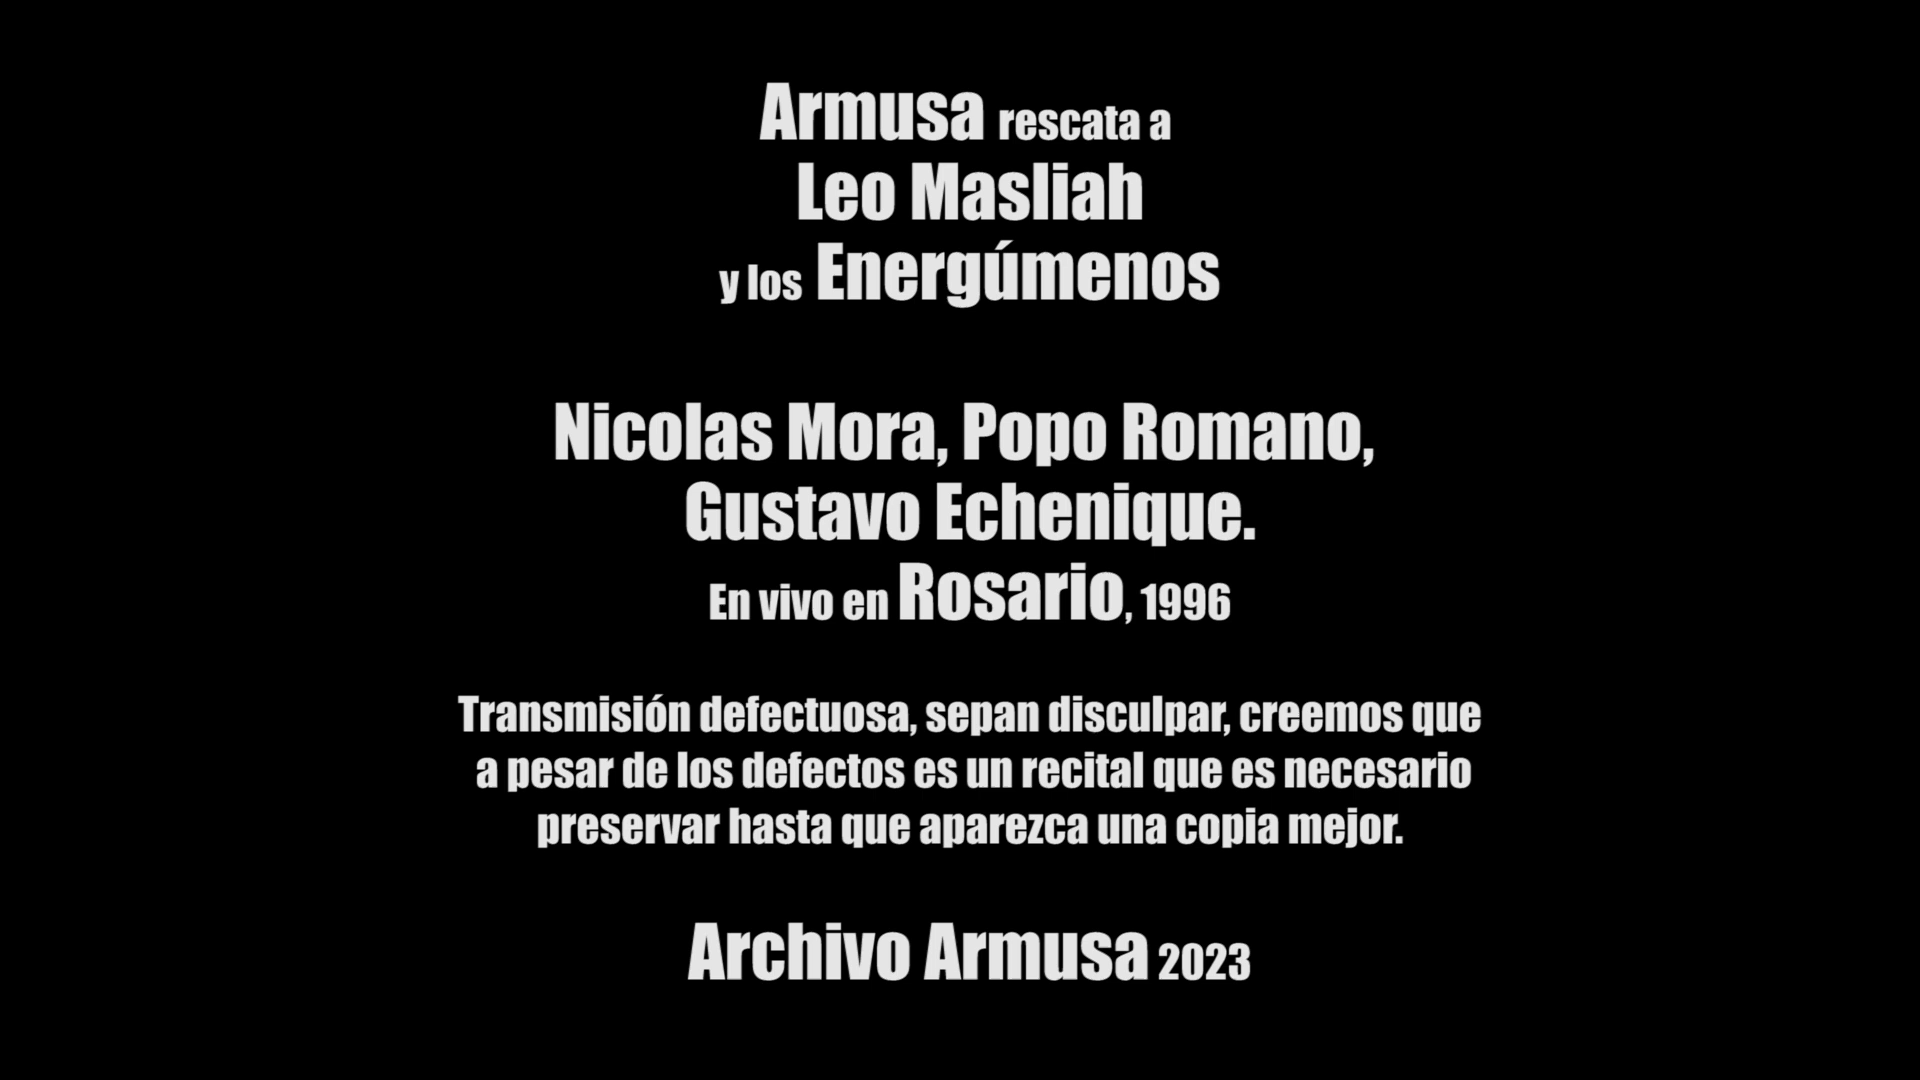 Armusa rescata a
Leo Masliah
y los Energúmenos
Nicolas Mora, Popo Romano,
Gustavo Echenique.
En vivo en Rosario, 1996
Transmisión defectuosa, sepan disculpar, creemos que
a pesar de los defectos es un recital que es necesario
preservar hasta que aparezca una copia mejor.
Archivo Armusa 2023